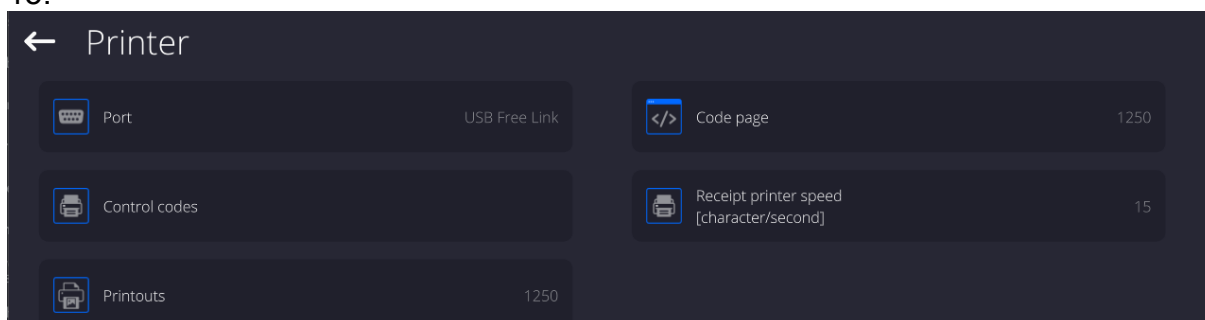 Printer
Port
USB Free Link
Code page
1250
Control codes
Receipt printer speed
[character/second]
15
Printouts
1250